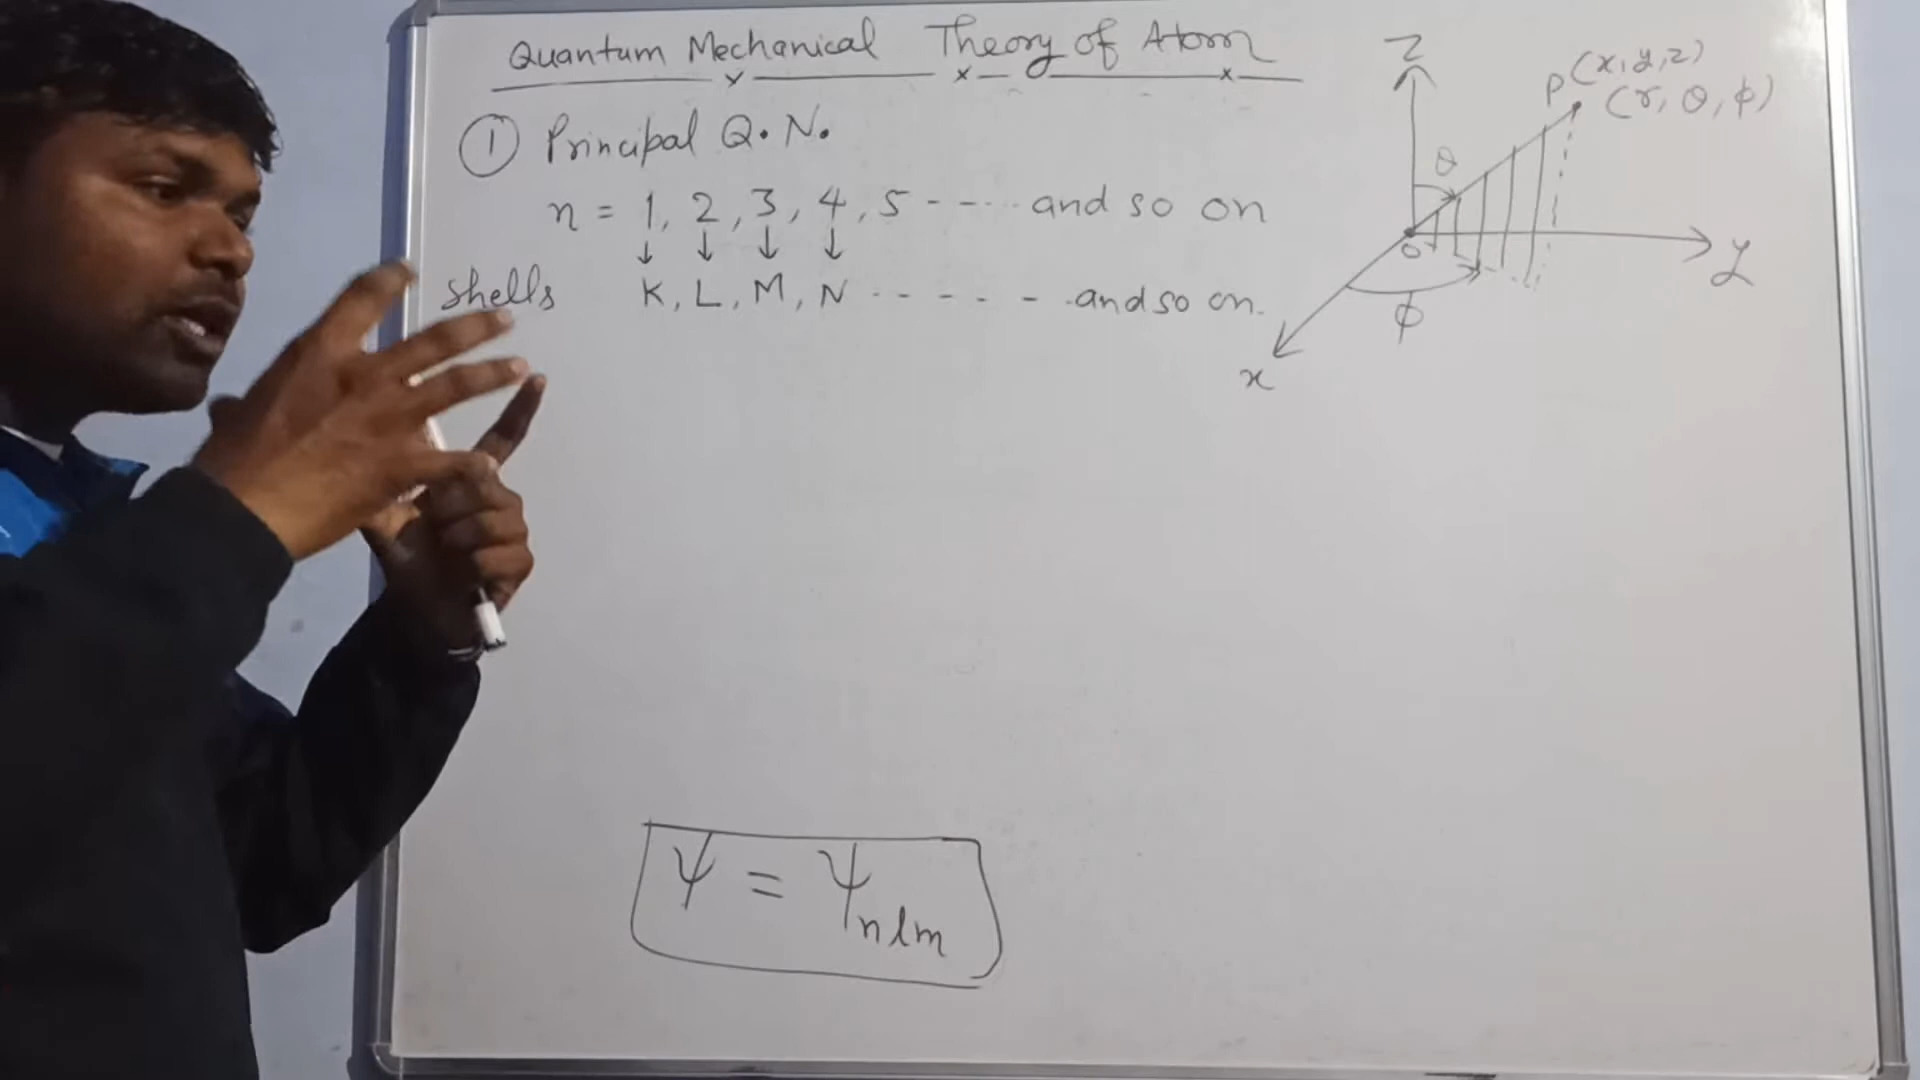 Quantum Mechanical Theory of Atom
① Principal Q.N.
n = 1, 2, 3, 4, 5 ---- and so on
↓ ↓ ↓ ↓
Shells K, L, M, N ------ and so on.
Z
P(x, y, z)
(r, θ, φ)
θ
O
y
φ
x
ψ = ψnlm